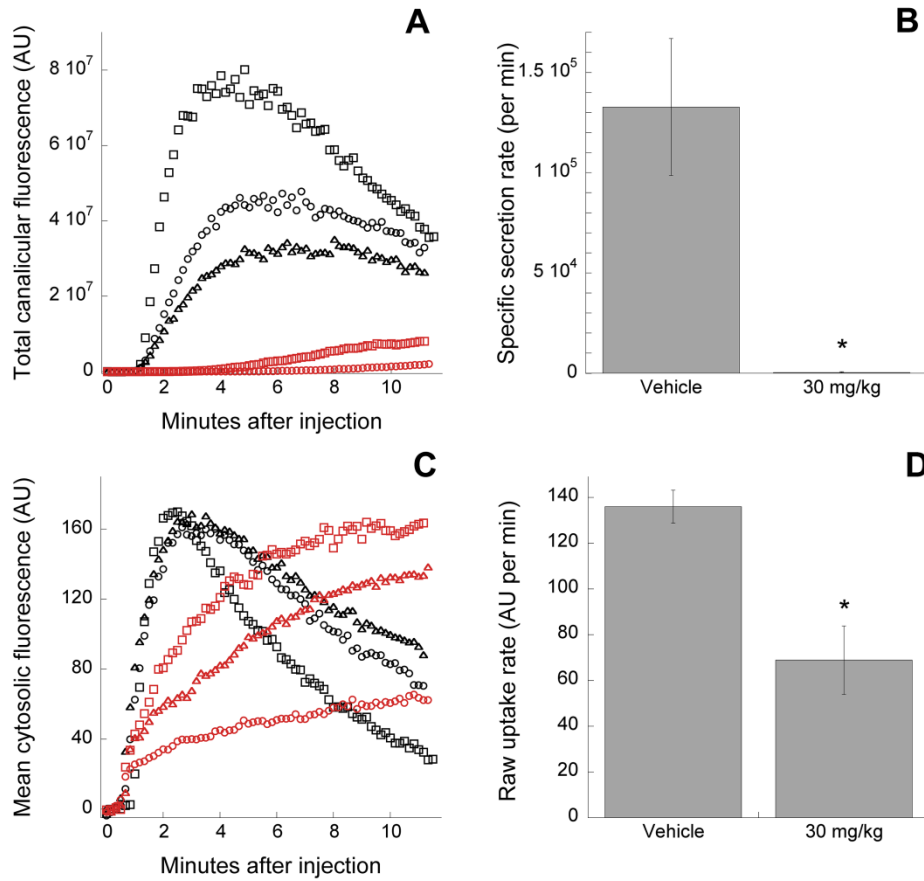 A
Total canalicular fluorescence (AU)
8 10⁷
6 10⁷
4 10⁷
2 10⁷
0
0 2 4 6 8 10
Minutes after injection
B
Specific secretion rate (per min)
1.5 10⁵
1 10⁵
5 10⁴
0
*
Vehicle 30 mg/kg
C
Mean cytosolic fluorescence (AU)
160
120
80
40
0
0 2 4 6 8 10
Minutes after injection
D
Raw uptake rate (AU per min)
140
120
100
80
60
40
20
0
*
Vehicle 30 mg/kg